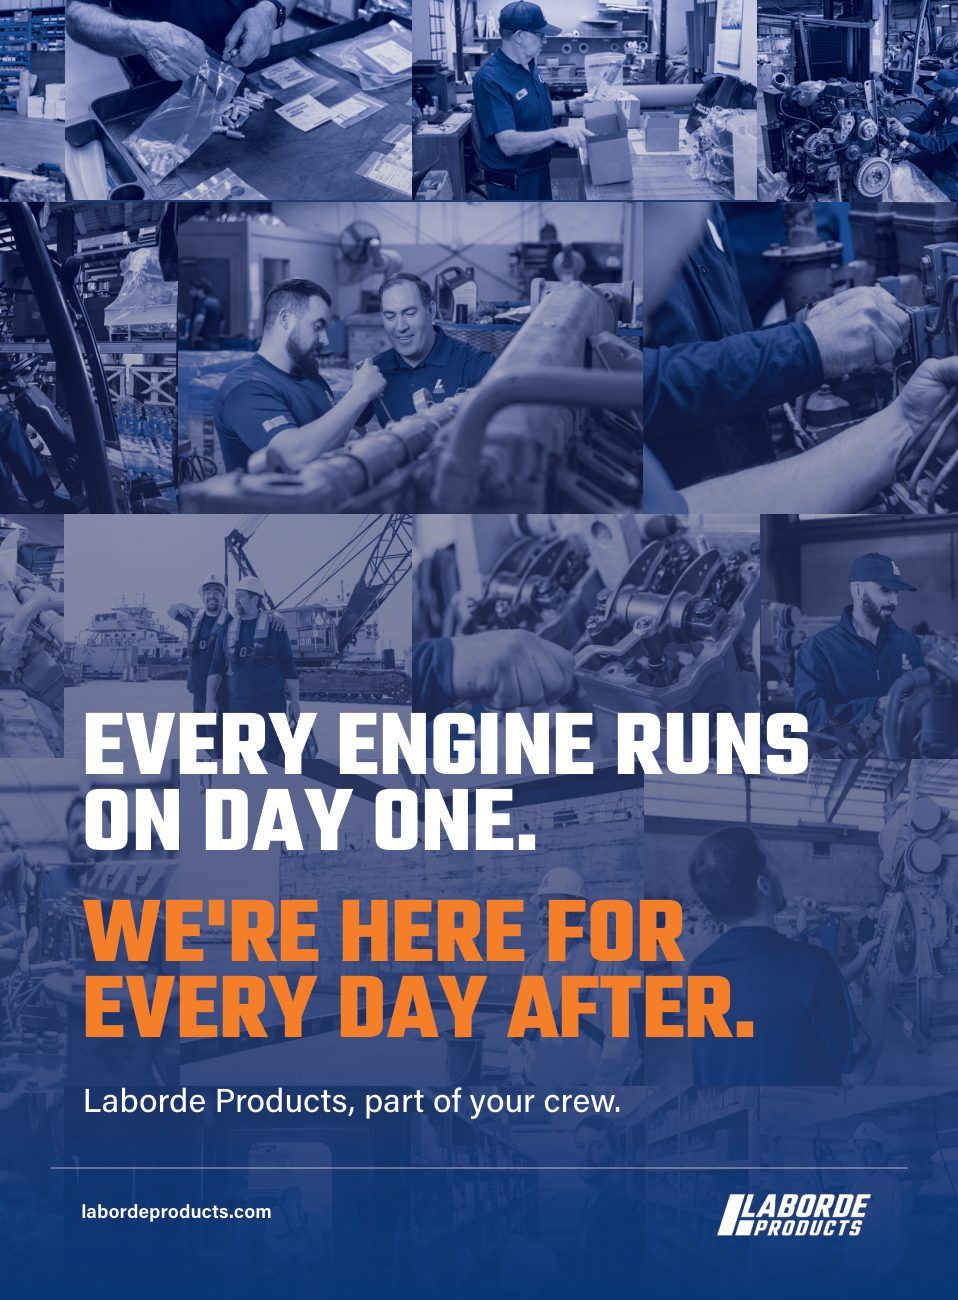 EVERY ENGINE RUNS
ON DAY ONE.
WE'RE HERE FOR
EVERY DAY AFTER.
Laborde Products, part of your crew.
labordeproducts.com
LABORDE
PRODUCTS